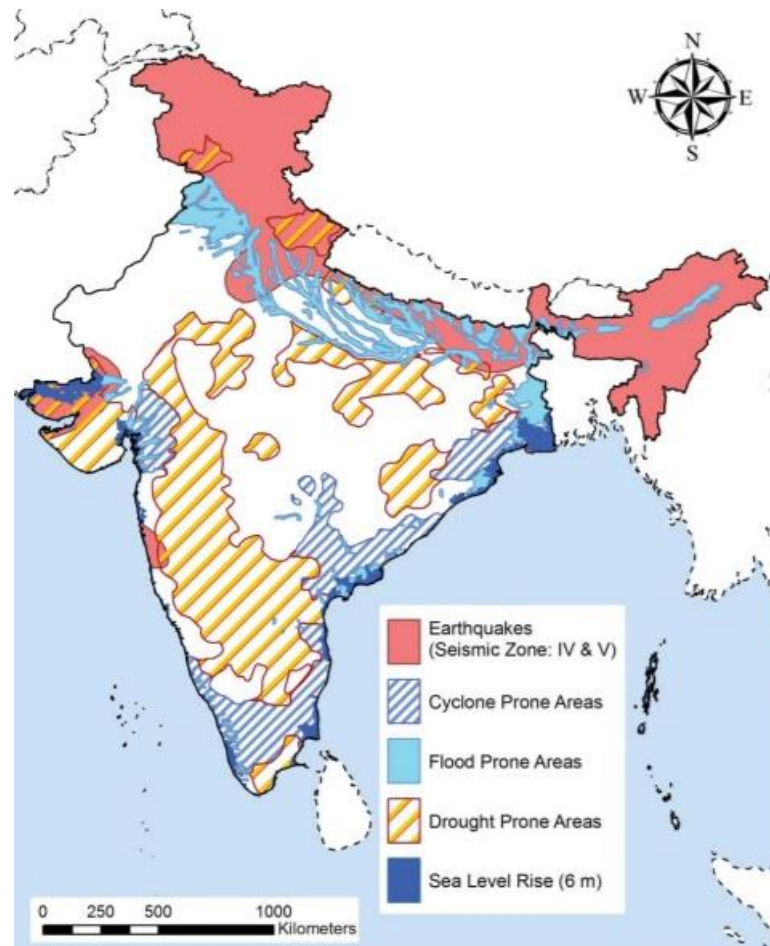 N
W E
S
Earthquakes
(Seismic Zone: IV & V)
Cyclone Prone Areas
Flood Prone Areas
Drought Prone Areas
Sea Level Rise (6 m)
0 250 500 1000
Kilometers